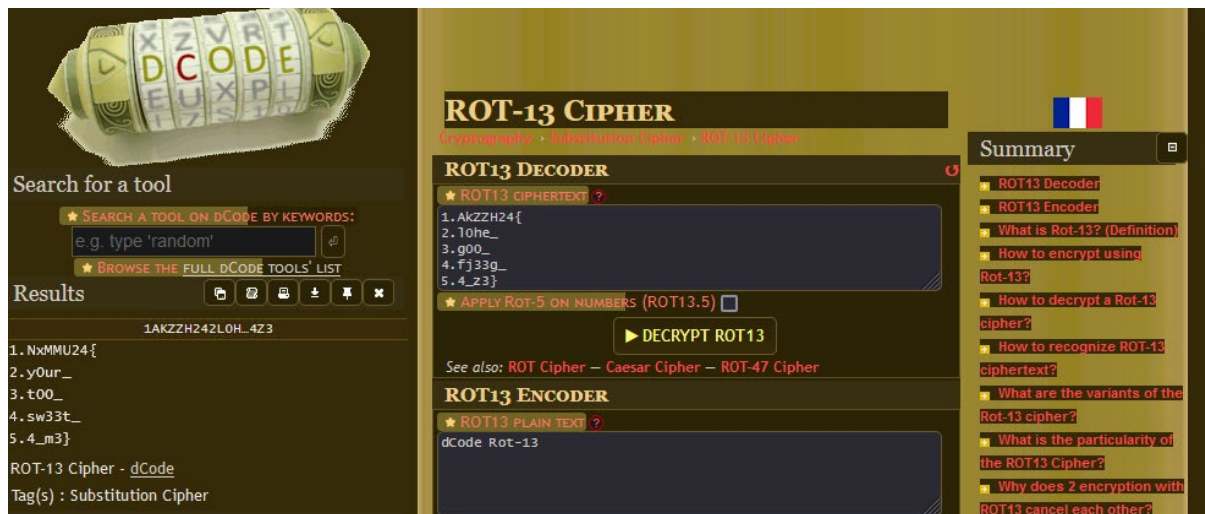 X Z V R T
D C O D E
E U X P I
ROT-13 CIPHER
Cryptography › Substitution Cipher › ROT-13 Cipher
Search for a tool
★ SEARCH A TOOL ON DCODE BY KEYWORDS:
e.g. type 'random'
★ BROWSE THE FULL DCODE TOOLS' LIST
Results
1AKZZH242L0H…4Z3
1.NxMMU24{
2.y0ur_
3.t00_
4.sw33t_
5.4_m3}
ROT-13 Cipher - dCode
Tag(s) : Substitution Cipher
ROT13 DECODER
★ ROT13 CIPHERTEXT ?
1.AkZZH24{
2.l0he_
3.g00_
4.fj33g_
5.4_z3}
★ APPLY ROT-5 ON NUMBERS (ROT13.5)
▶ DECRYPT ROT13
See also: ROT Cipher — Caesar Cipher — ROT-47 Cipher
ROT13 ENCODER
★ ROT13 PLAIN TEXT ?
dCode Rot-13
Summary
ROT13 Decoder
ROT13 Encoder
What is Rot-13? (Definition)
How to encrypt using
Rot-13?
How to decrypt a Rot-13
cipher?
How to recognize ROT-13
ciphertext?
What are the variants of the
Rot-13 cipher?
What is the particularity of
the ROT13 Cipher?
Why does 2 encryption with
ROT13 cancel each other?